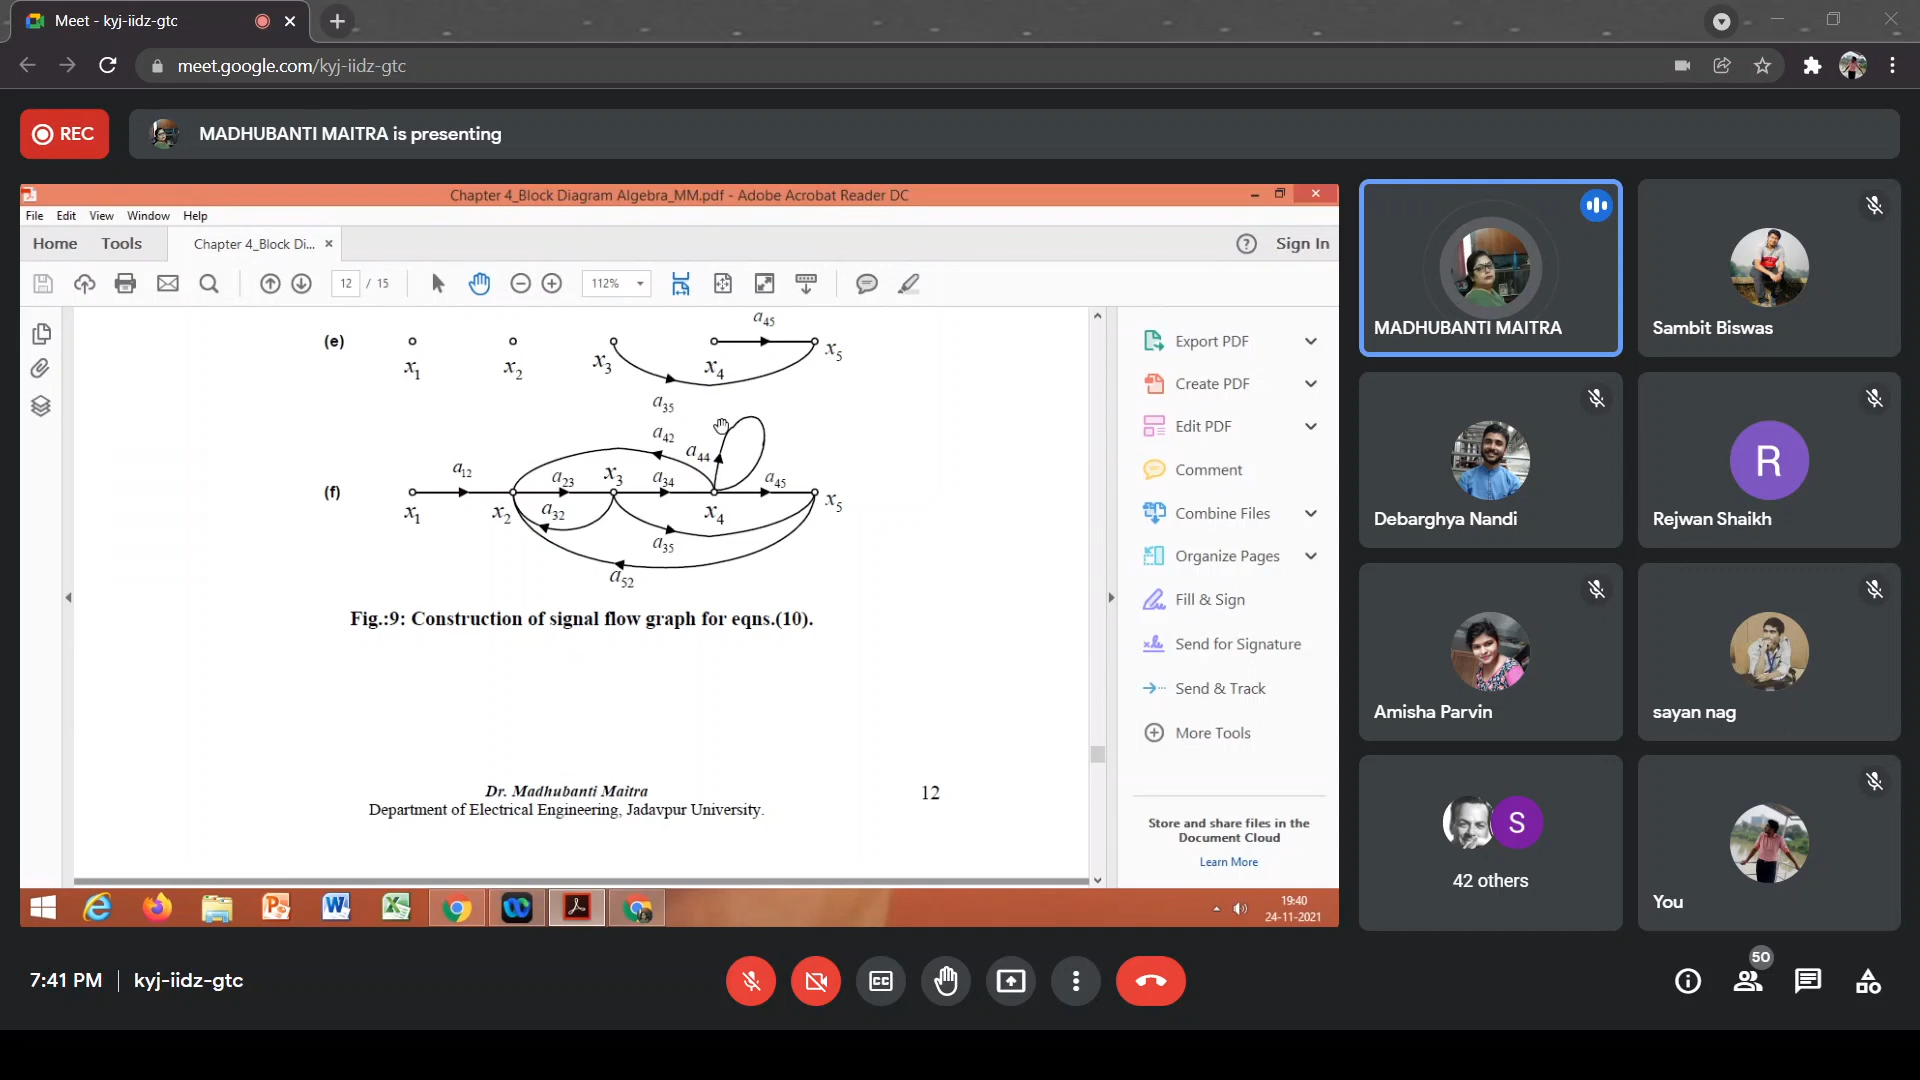 Meet - kyj-iidz-gtc
meet.google.com/kyj-iidz-gtc
REC
MADHUBANTI MAITRA is presenting
Chapter 4_Block Diagram Algebra_MM.pdf - Adobe Acrobat Reader DC
File Edit View Window Help
Home Tools Chapter 4_Block Di... Sign In
12 / 15 112%
a45
(e)
x1 x2 x3 x4 x5
a35
a42
a44
a12 a23 x3 a34 a45
(f)
x1 x2 a32 x4 x5
a35
a52
Fig.:9: Construction of signal flow graph for eqns.(10).
Dr. Madhubanti Maitra
Department of Electrical Engineering, Jadavpur University.
12
Export PDF
Create PDF
Edit PDF
Comment
Combine Files
Organize Pages
Fill & Sign
Send for Signature
Send & Track
More Tools
Store and share files in the
Document Cloud
Learn More
19:40
24-11-2021
MADHUBANTI MAITRA
Sambit Biswas
Debarghya Nandi
R
Rejwan Shaikh
Amisha Parvin
sayan nag
S
42 others
You
7:41 PM kyj-iidz-gtc
50